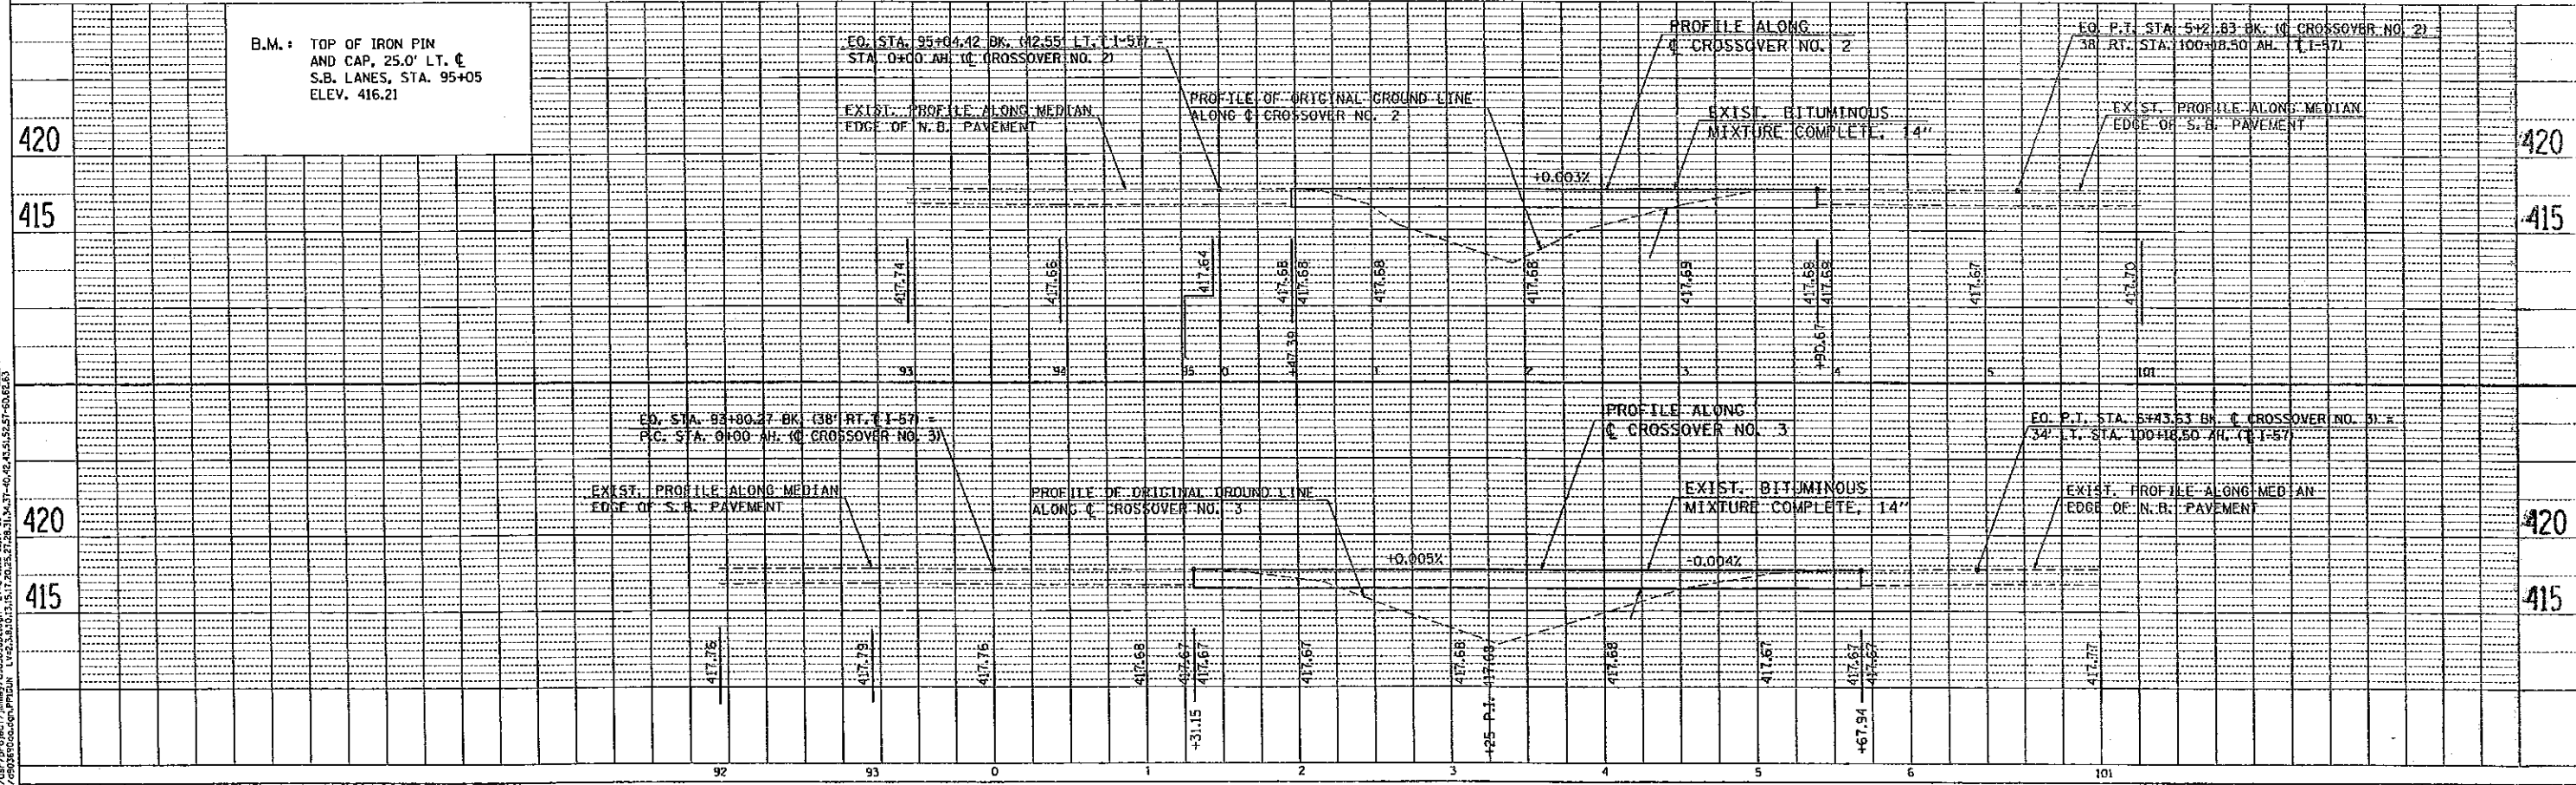 B.M.: TOP OF IRON PIN
AND CAP, 25.0' LT. ℄
S.B. LANES, STA. 95+05
ELEV. 416.21
EQ. STA. 95+04.42 BK. (42.55' LT. ℄ I-57) =
STA. 0+00 AH. (℄ CROSSOVER NO. 2)
PROFILE ALONG
℄ CROSSOVER NO. 2
EQ. P.T. STA. 5+21.83 BK. (℄ CROSSOVER NO. 2)
38' RT. STA. 100+18.50 AH. (℄ I-57)
EXIST. PROFILE ALONG MEDIAN
EDGE OF N.B. PAVEMENT
PROFILE OF ORIGINAL GROUND LINE
ALONG ℄ CROSSOVER NO. 2
EXIST. BITUMINOUS
MIXTURE COMPLETE, 14"
EXIST. PROFILE ALONG MEDIAN
EDGE OF S.B. PAVEMENT
420 420
+0.003%
415 415
417.74 417.66 417.64 417.68 417.68 417.68 417.68 417.69 417.69 417.69 417.67 417.70
+47.39 +90.67
93 94 95 0 1 2 3 4 5 101
EQ. STA. 93+80.27 BK. (38' RT. ℄ I-57) =
P.C. STA. 0+00 AH. (℄ CROSSOVER NO. 3)
PROFILE ALONG
℄ CROSSOVER NO. 3
EQ. P.T. STA. 6+43.63 BK. ℄ CROSSOVER NO. 3) =
34' LT. STA. 100+18.50 AH. (℄ I-57)
EXIST. PROFILE ALONG MEDIAN
EDGE OF S.B. PAVEMENT
PROFILE OF ORIGINAL GROUND LINE
ALONG ℄ CROSSOVER NO. 3
EXIST. BITUMINOUS
MIXTURE COMPLETE, 14"
EXIST. PROFILE ALONG MEDIAN
EDGE OF N.B. PAVEMENT
420 420
+0.005% -0.004%
415 415
417.76 417.79 417.76 417.68 417.67 417.67 417.67 417.68 417.68 417.68 417.67 417.67 417.67 417.77
+31.15 +25 P.I. +67.94
92 93 0 1 2 3 4 5 6 101